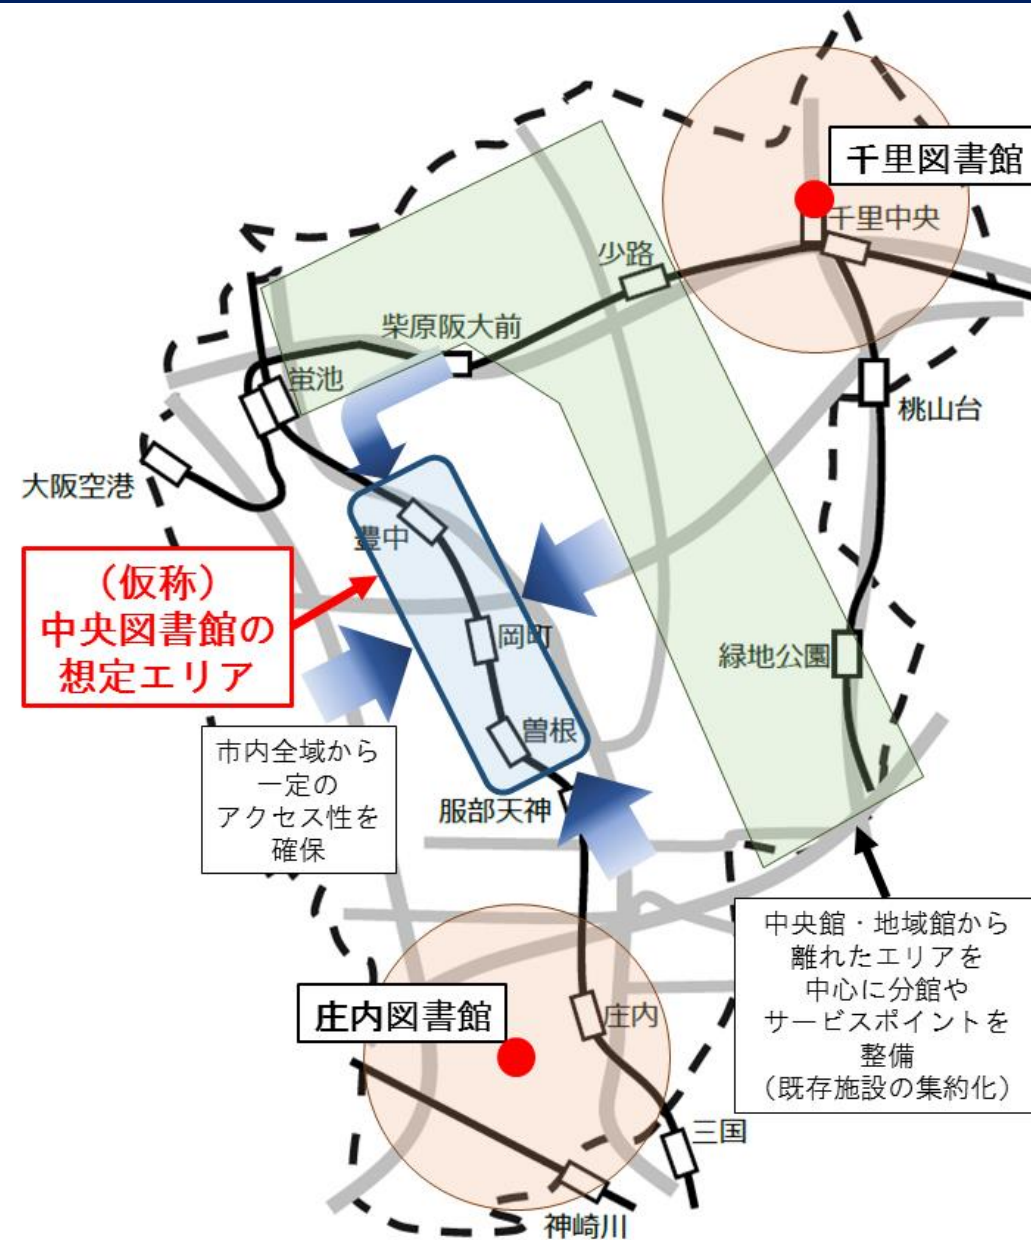 千里図書館
千里中央
少路
柴原阪大前
蛍池
桃山台
大阪空港
豊中
（仮称）
中央図書館の
想定エリア
岡町
緑地公園
曽根
市内全域から
一定の
アクセス性を
確保
服部天神
中央館・地域館から
離れたエリアを
中心に分館や
サービスポイントを
整備
（既存施設の集約化）
庄内図書館
庄内
三国
神崎川